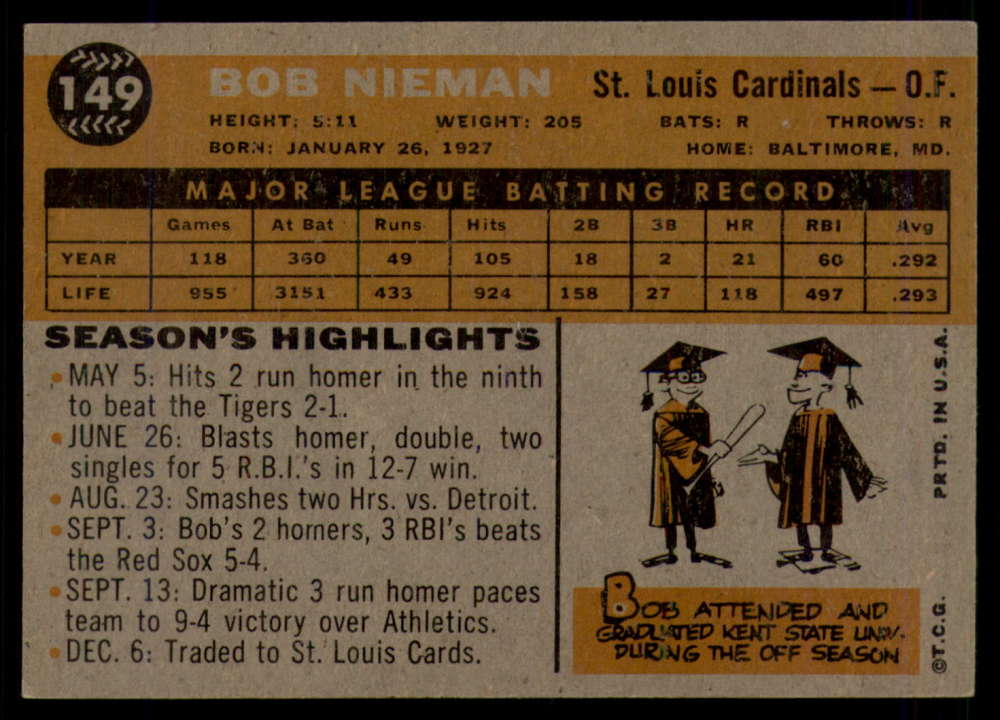 149
BOB NIEMAN St. Louis Cardinals — O.F.
HEIGHT: 5:11 WEIGHT: 205 BATS: R THROWS: R
BORN: JANUARY 26, 1927 HOME: BALTIMORE, MD.
MAJOR LEAGUE BATTING RECORD
Games At Bat Runs Hits 2B 3B HR RBI Avg
YEAR 118 360 49 105 18 2 21 60 .292
LIFE 955 3151 433 924 158 27 118 497 .293
SEASON'S HIGHLIGHTS
• MAY 5: Hits 2 run homer in the ninth
to beat the Tigers 2-1.
• JUNE 26: Blasts homer, double, two
singles for 5 R.B.I.'s in 12-7 win.
• AUG. 23: Smashes two Hrs. vs. Detroit.
• SEPT. 3: Bob's 2 homers, 3 RBI's beats
the Red Sox 5-4.
• SEPT. 13: Dramatic 3 run homer paces
team to 9-4 victory over Athletics.
• DEC. 6: Traded to St. Louis Cards.
BOB ATTENDED AND
GRADUATED KENT STATE UNIV.
DURING THE OFF SEASON
©T.C.G. PRTD. IN U.S.A.